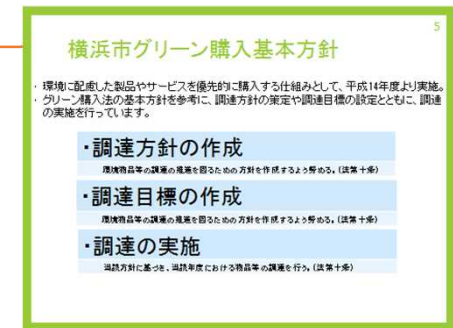 5
横浜市グリーン購入基本方針
・環境に配慮した製品やサービスを優先的に購入する仕組みとして、平成14年度より実施。
・グリーン購入法の基本方針を参考に、調達方針の策定や調達目標の設定とともに、調達
の実施を行っています。
・調達方針の作成
環境物品等の調達の推進を図るための方針を作成するよう努める。(法第十条)
・調達目標の作成
環境物品等の調達の推進を図るための方針を作成するよう努める。(法第十条)
・調達の実施
当該方針に基づき、当該年度における物品等の調達を行う。(法第十条)